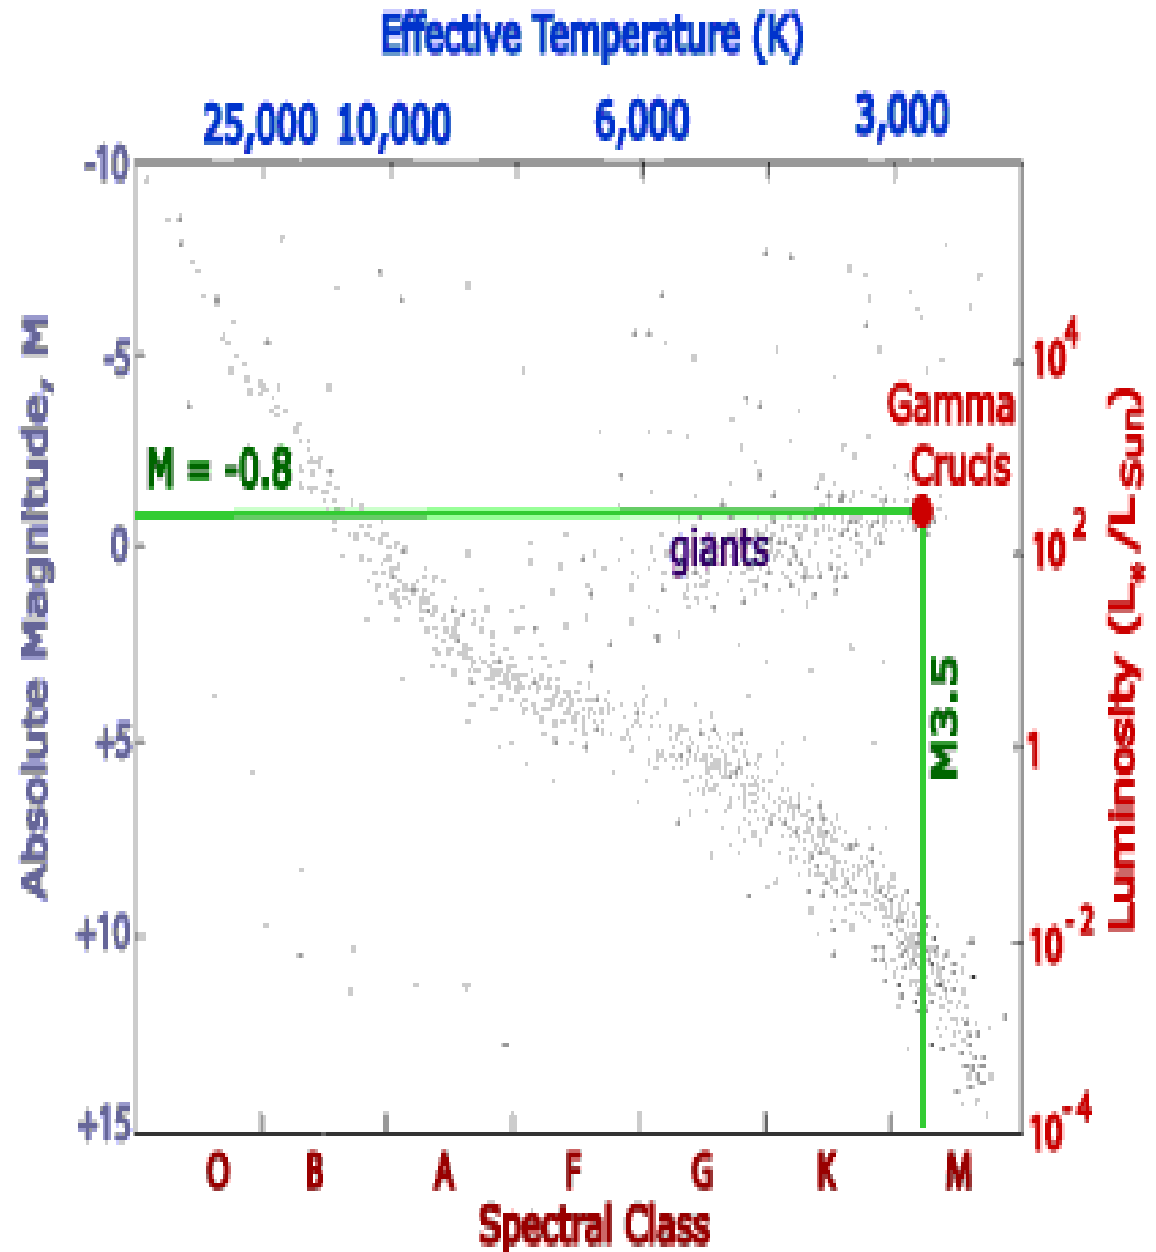 Effective Temperature (K)
25,000 10,000 6,000 3,000
-10
-5
0
+5
+10
+15
Absolute Magnitude, M
M = -0.8
Gamma
Crucis
giants
M3.5
10^4
10^2
1
10^-2
10^-4
Luminosity (L*/LSun)
O B A F G K M
Spectral Class